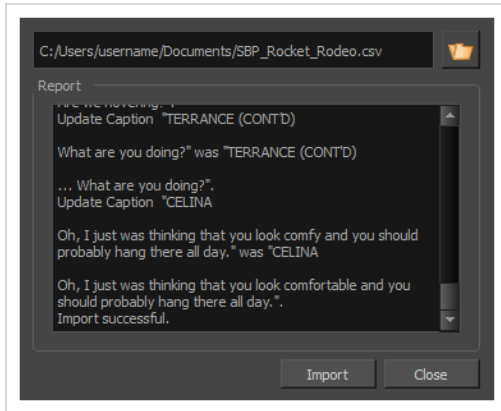 C:/Users/username/Documents/SBP_Rocket_Rodeo.csv
Report
Are we hovering?".
Update Caption "TERRANCE (CONT'D)
What are you doing?" was "TERRANCE (CONT'D)
... What are you doing?".
Update Caption "CELINA
Oh, I just was thinking that you look comfy and you should
probably hang there all day." was "CELINA
Oh, I just was thinking that you look comfortable and you
should probably hang there all day.".
Import successful.
Import
Close